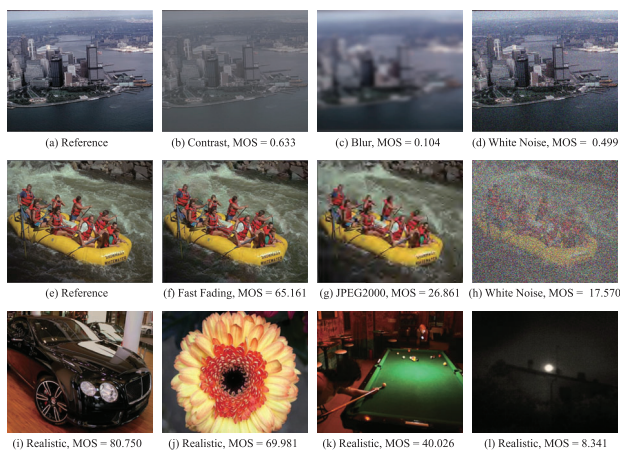 (a) Reference
(b) Contrast, MOS = 0.633
(c) Blur, MOS = 0.104
(d) White Noise, MOS = 0.499
(e) Reference
(f) Fast Fading, MOS = 65.161
(g) JPEG2000, MOS = 26.861
(h) White Noise, MOS = 17.570
(i) Realistic, MOS = 80.750
(j) Realistic, MOS = 69.981
(k) Realistic, MOS = 40.026
(l) Realistic, MOS = 8.341